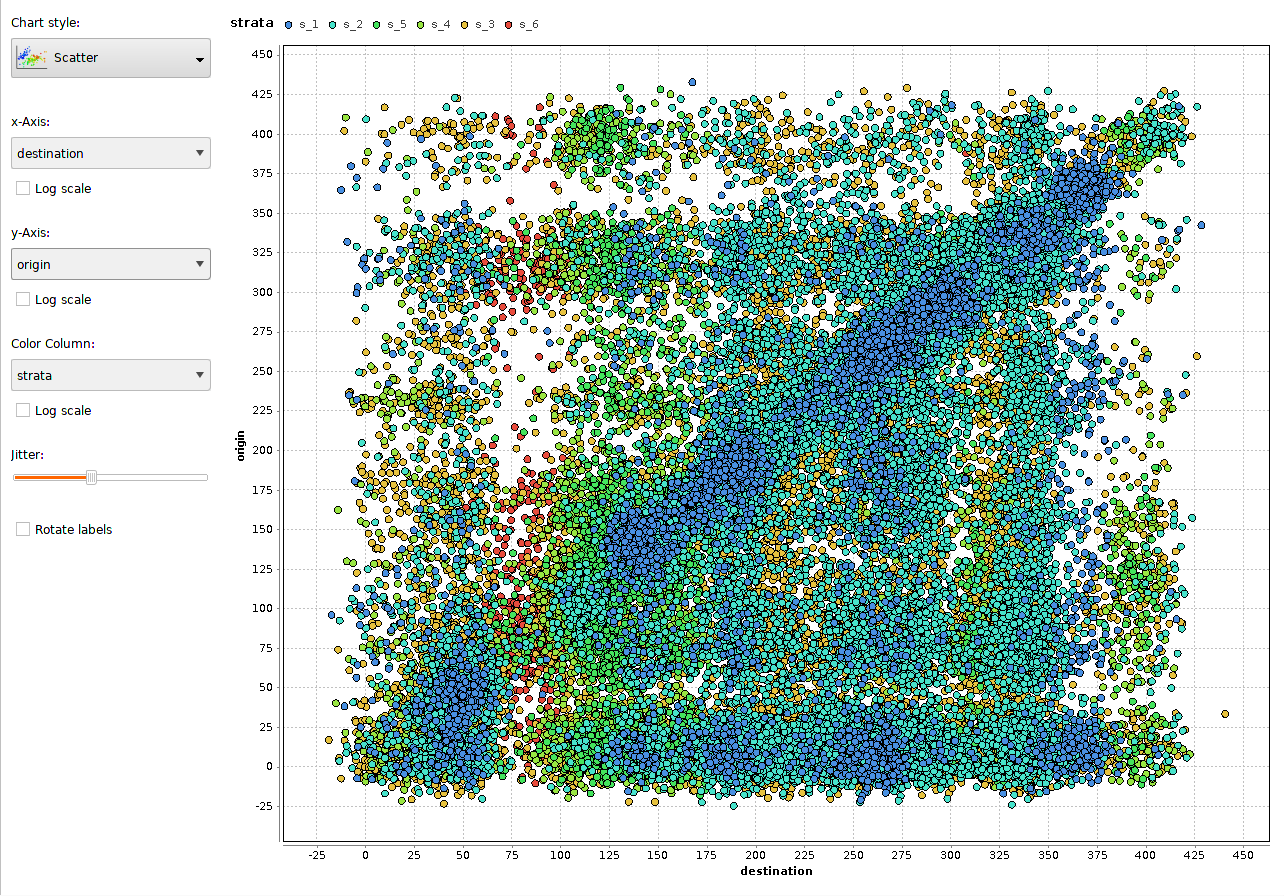 Chart style:
Scatter
x-Axis:
destination
Log scale
y-Axis:
origin
Log scale
Color Column:
strata
Log scale
Jitter:
Rotate labels
strata s_1 s_2 s_5 s_4 s_3 s_6
450
425
400
375
350
325
300
275
250
225
200
175
150
125
100
75
50
25
0
-25
origin
-25 0 25 50 75 100 125 150 175 200 225 250 275 300 325 350 375 400 425 450
destination